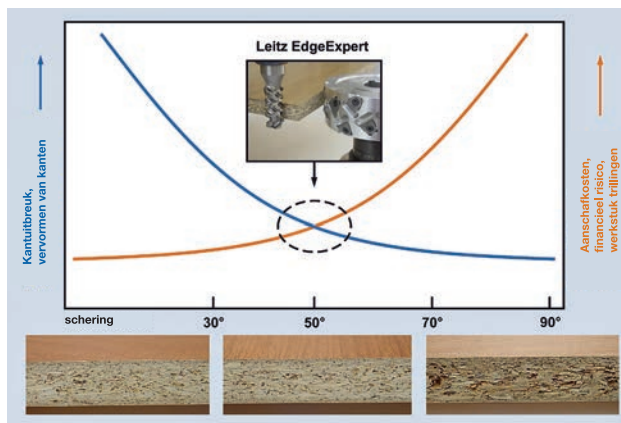 Leitz EdgeExpert
Kantuitbreuk,
vervormen van kanten
Aanschafkosten,
financieel risico,
werkstuk trillingen
schering
30°
50°
70°
90°